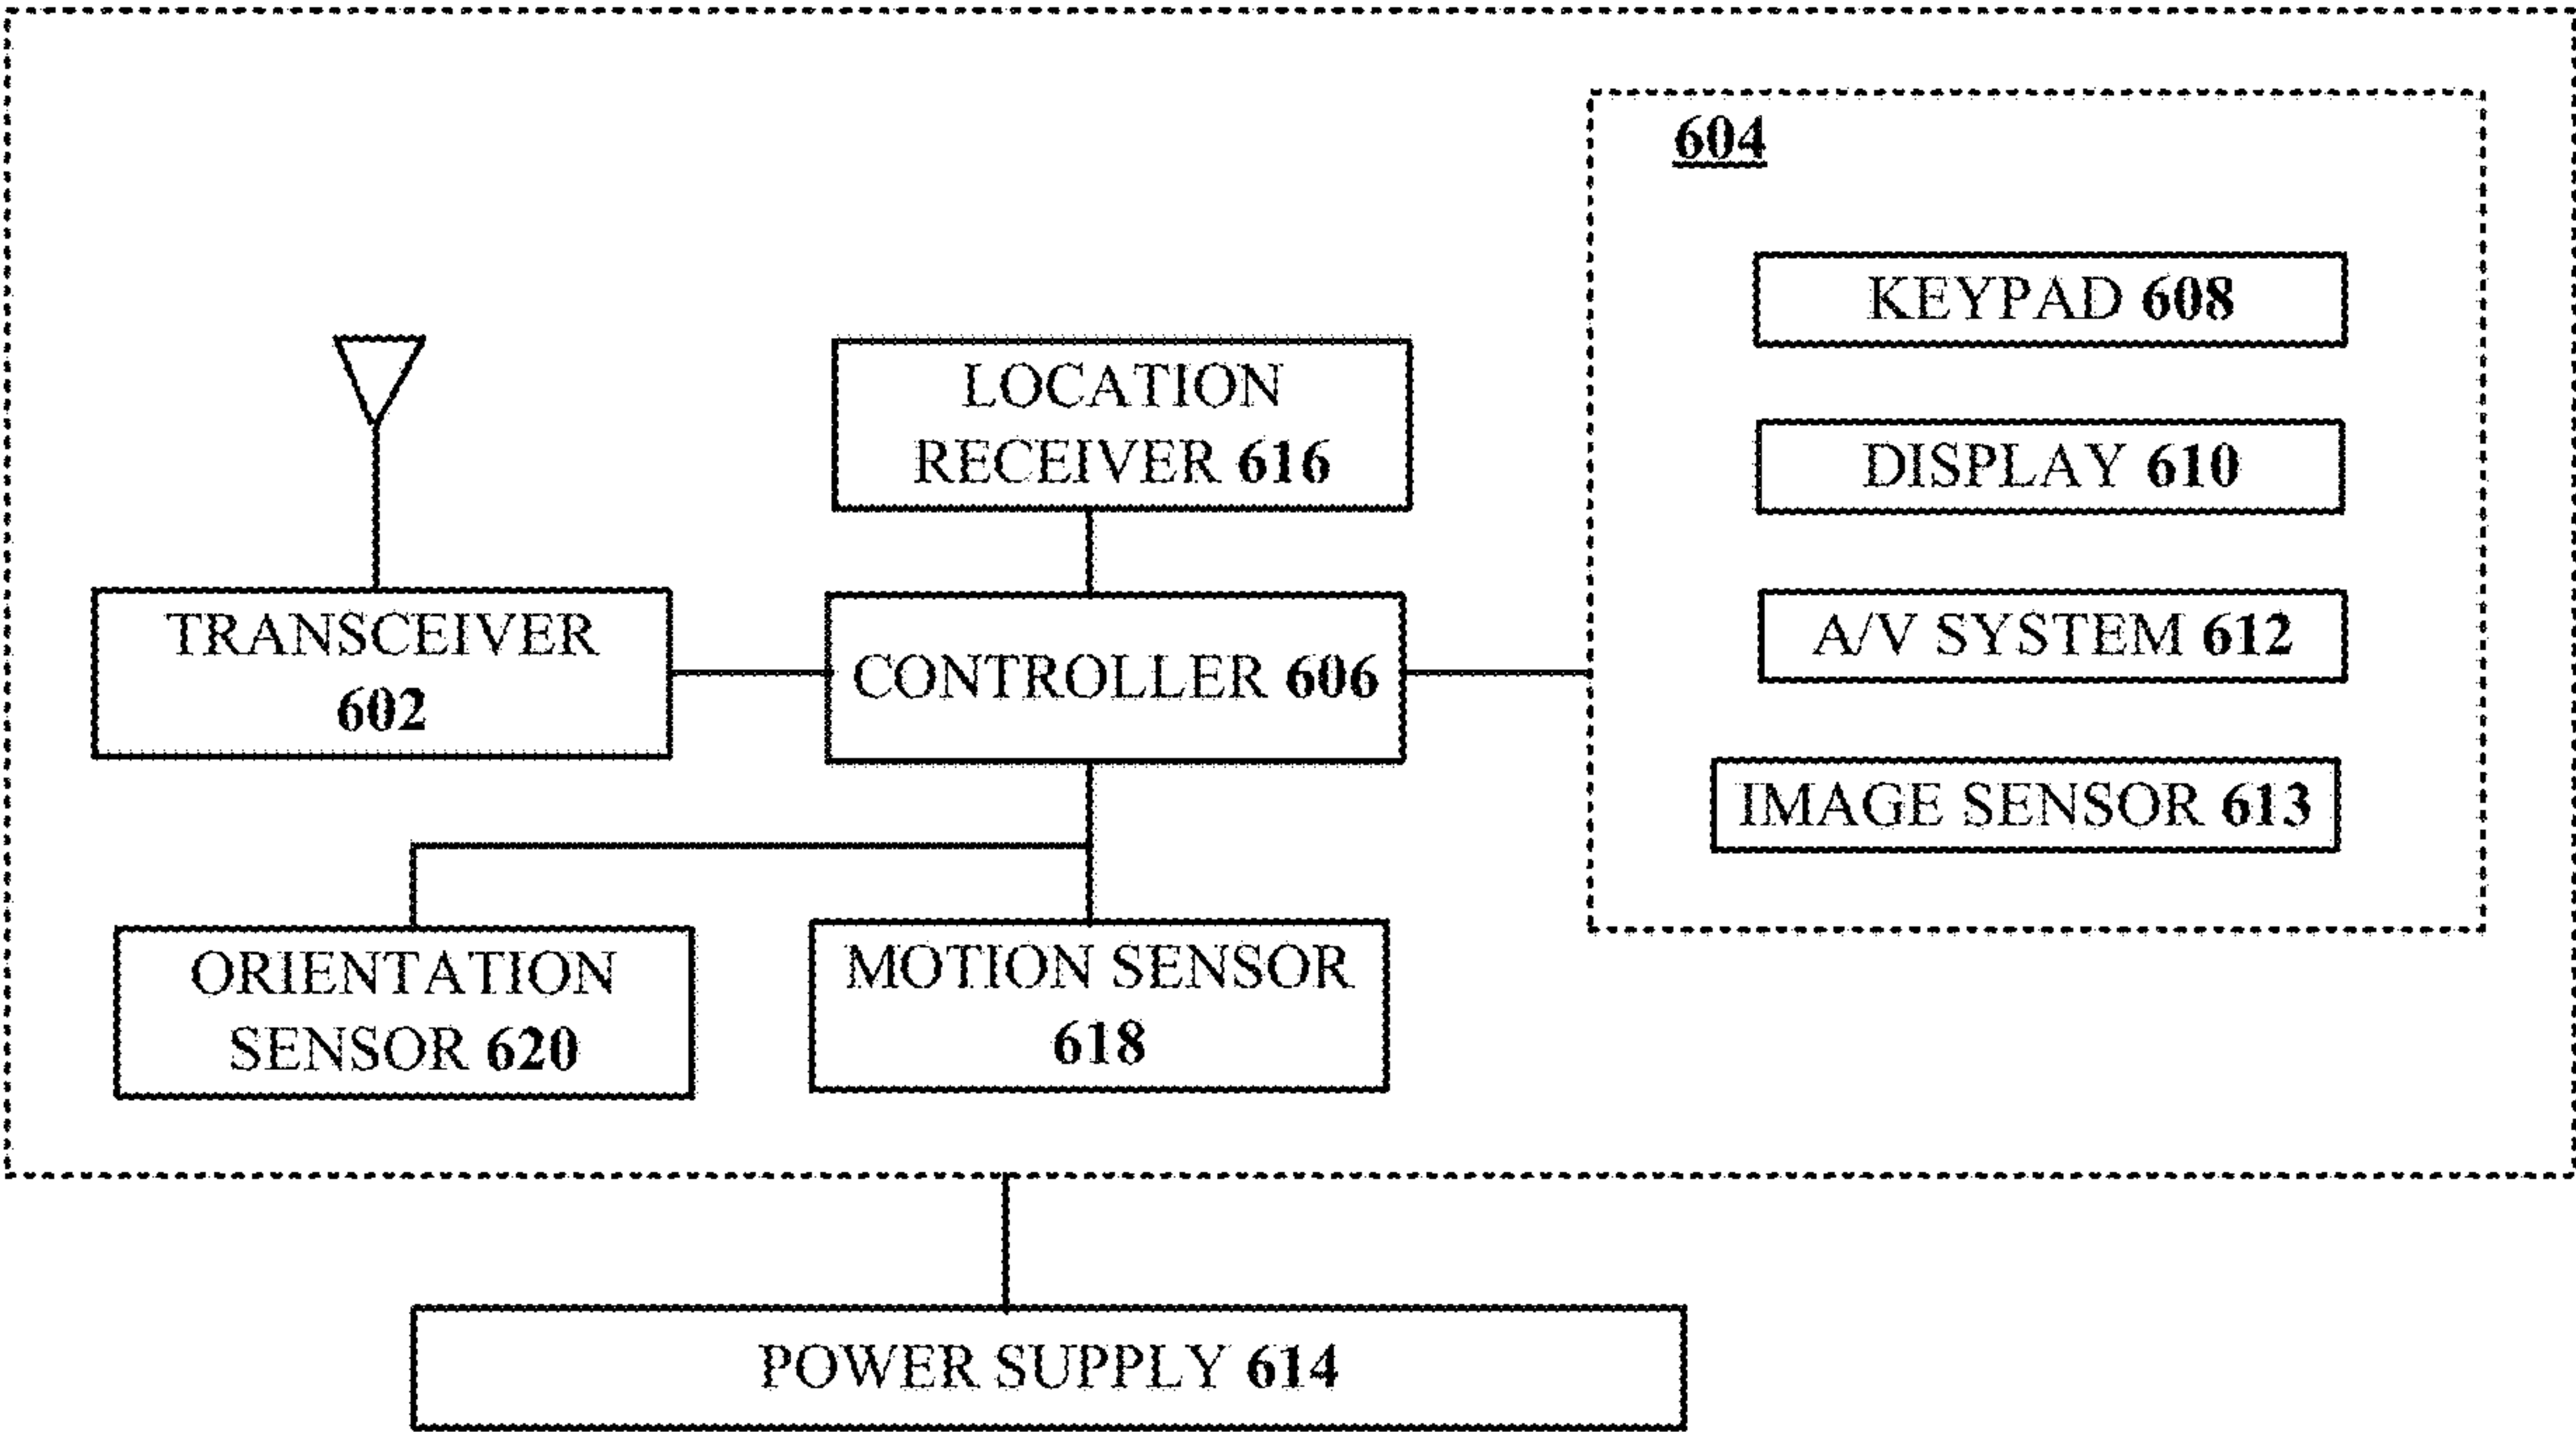 604
KEYPAD 608
DISPLAY 610
A/V SYSTEM 612
IMAGE SENSOR 613
LOCATION
RECEIVER 616
TRANSCEIVER
602
CONTROLLER 606
ORIENTATION
SENSOR 620
MOTION SENSOR
618
POWER SUPPLY 614